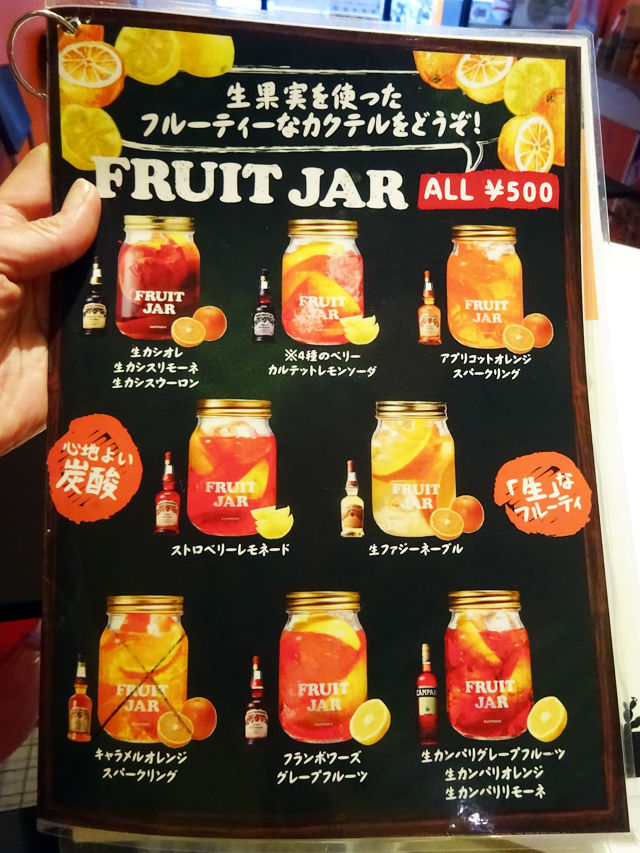 生果実を使った
フルーティーなカクテルをどうぞ!
FRUIT JAR
ALL ¥500
FRUIT
JAR
SUNTORY
生カシオレ
生カシスリモーネ
生カシスウーロン
FRUIT
JAR
※4種のベリー
カルテットレモンソーダ
FRUIT
JAR
アプリコットオレンジ
スパークリング
心地よい
炭酸
FRUIT
JAR
ストロベリーレモネード
FRUIT
JAR
生ファジーネーブル
「生」な
フルーティ
FRUIT
JAR
キャラメルオレンジ
スパークリング
FRUIT
JAR
フランボワーズ
グレープフルーツ
CAMPARI
FRUIT
JAR
生カンパリグレープフルーツ
生カンパリオレンジ
生カンパリリモーネ